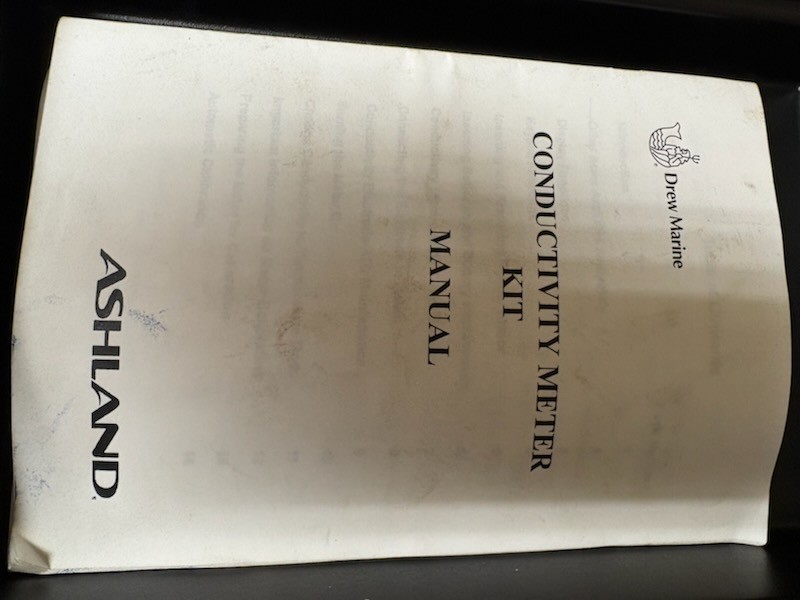 Drew Marine
CONDUCTIVITY METER
KIT
MANUAL
ASHLAND